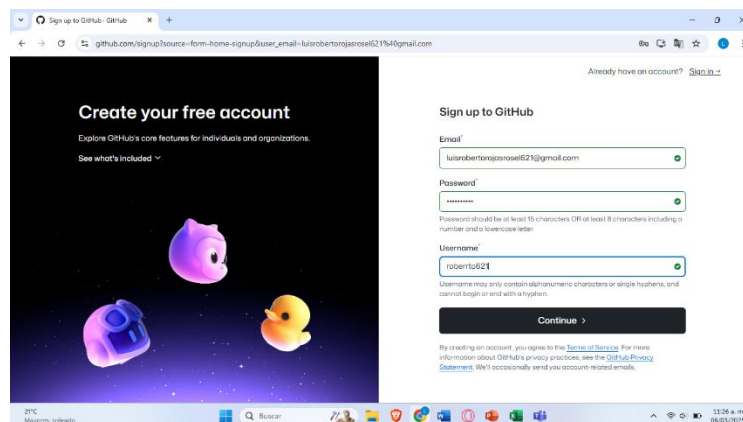 Sign up to GitHub · GitHub
github.com/signup?source=form-home-signup&user_email=luisrobertorojasrosel621%40gmail.com
Already have an account? Sign in →
Create your free account
Explore GitHub's core features for individuals and organizations.
See what's included
Sign up to GitHub
Email*
luisrobertorojasrosel621@gmail.com
Password*
••••••••••
Password should be at least 15 characters OR at least 8 characters including a
number and a lowercase letter.
Username*
roberrto621
Username may only contain alphanumeric characters or single hyphens, and
cannot begin or end with a hyphen.
Continue >
By creating an account, you agree to the Terms of Service. For more
information about GitHub's privacy practices, see the GitHub Privacy
Statement. We'll occasionally send you account-related emails.
21°C
Mayorm. soleado
Buscar
11:26 a. m.